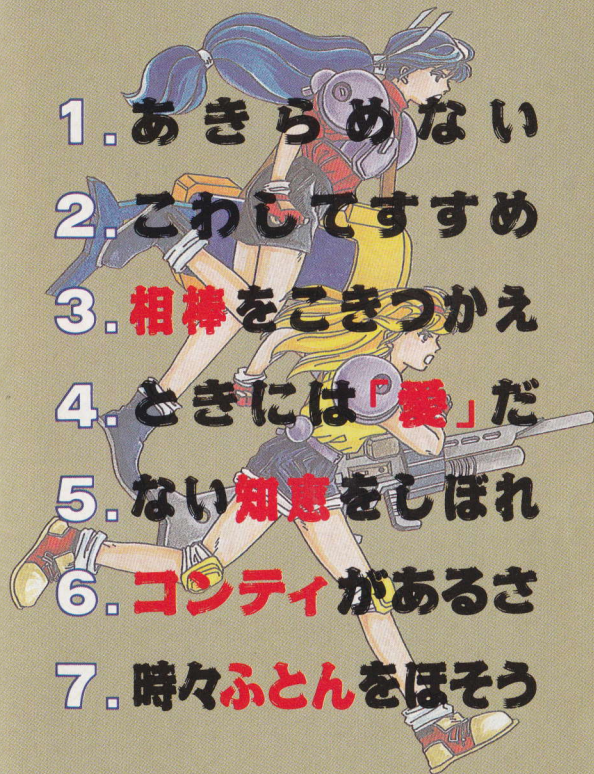 1.あきらめない
2.こわしてすすめ
3.相棒をこきつかえ
4.ときには「愛」だ
5.ない知恵をしぼれ
6.コンティがあるさ
7.時々ふとんをほそう